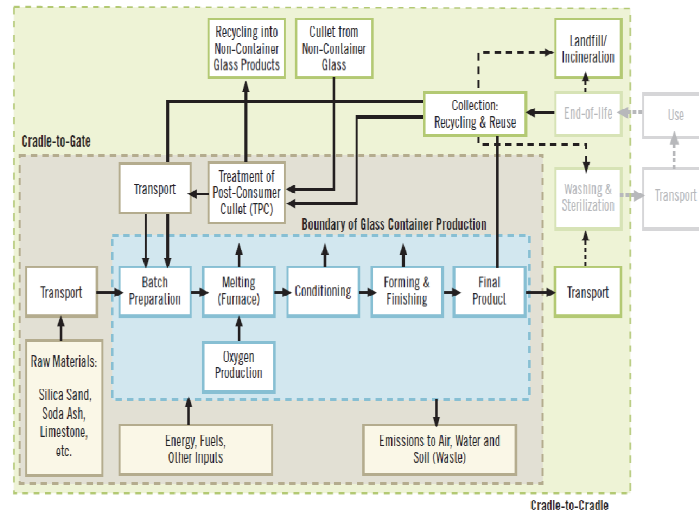 Recycling into
Non-Container
Glass Products
Cullet from
Non-Container
Glass
Landfill/
Incineration
Collection:
Recycling & Reuse
End-of-life
Use
Cradle-to-Gate
Transport
Treatment of
Post-Consumer
Cullet (TPC)
Washing &
Sterilization
Transport
Boundary of Glass Container Production
Transport
Batch
Preparation
Melting
(Furnace)
Conditioning
Forming &
Finishing
Final
Product
Transport
Oxygen
Production
Raw Materials:
Silica Sand,
Soda Ash,
Limestone,
etc.
Energy, Fuels,
Other Inputs
Emissions to Air, Water and
Soil (Waste)
Cradle-to-Cradle